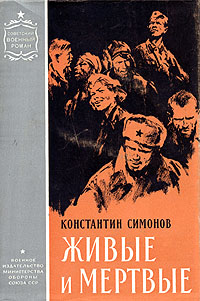 СОВЕТСКИЙ
ВОЕННЫЙ
РОМАН
КОНСТАНТИН СИМОНОВ
ЖИВЫЕ
И МЕРТВЫЕ
ВОЕННОЕ
ИЗДАТЕЛЬСТВО
МИНИСТЕРСТВА
ОБОРОНЫ
СОЮЗА ССР